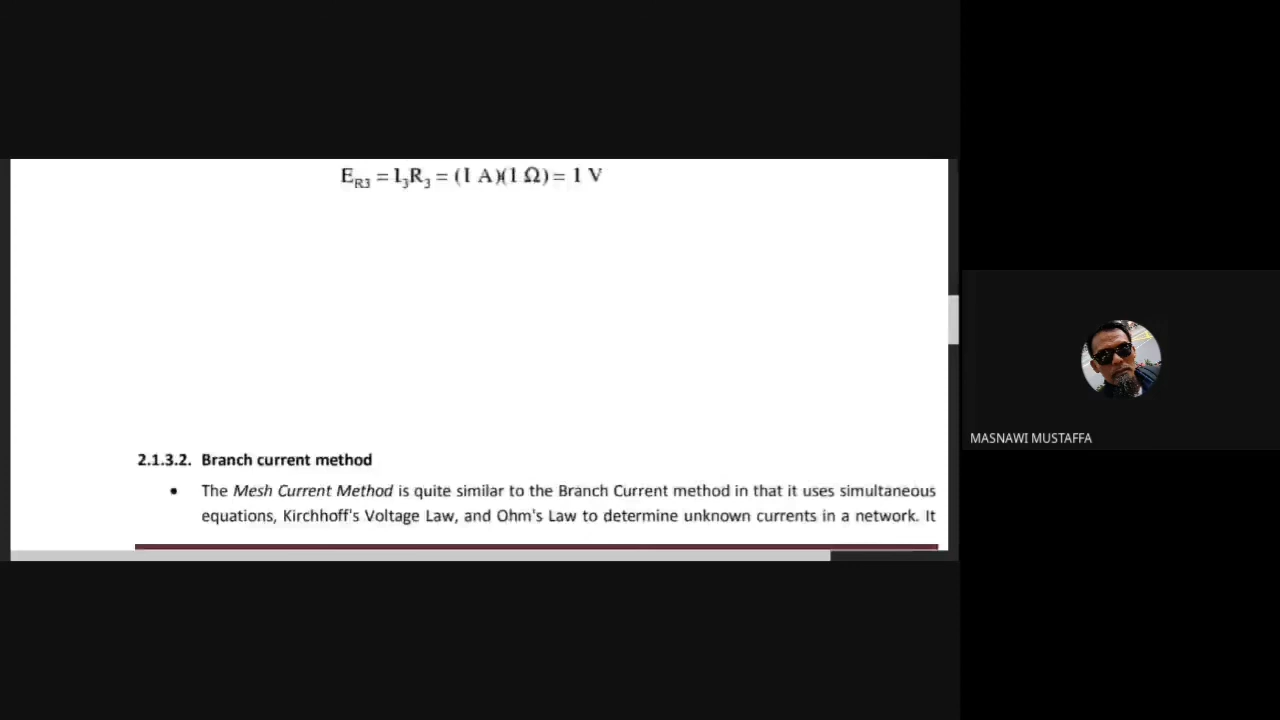 E_R3 = I₃R₃ = (1 A)(1 Ω) = 1 V
2.1.3.2. Branch current method
• The Mesh Current Method is quite similar to the Branch Current method in that it uses simultaneous
equations, Kirchhoff's Voltage Law, and Ohm's Law to determine unknown currents in a network. It
MASNAWI MUSTAFFA